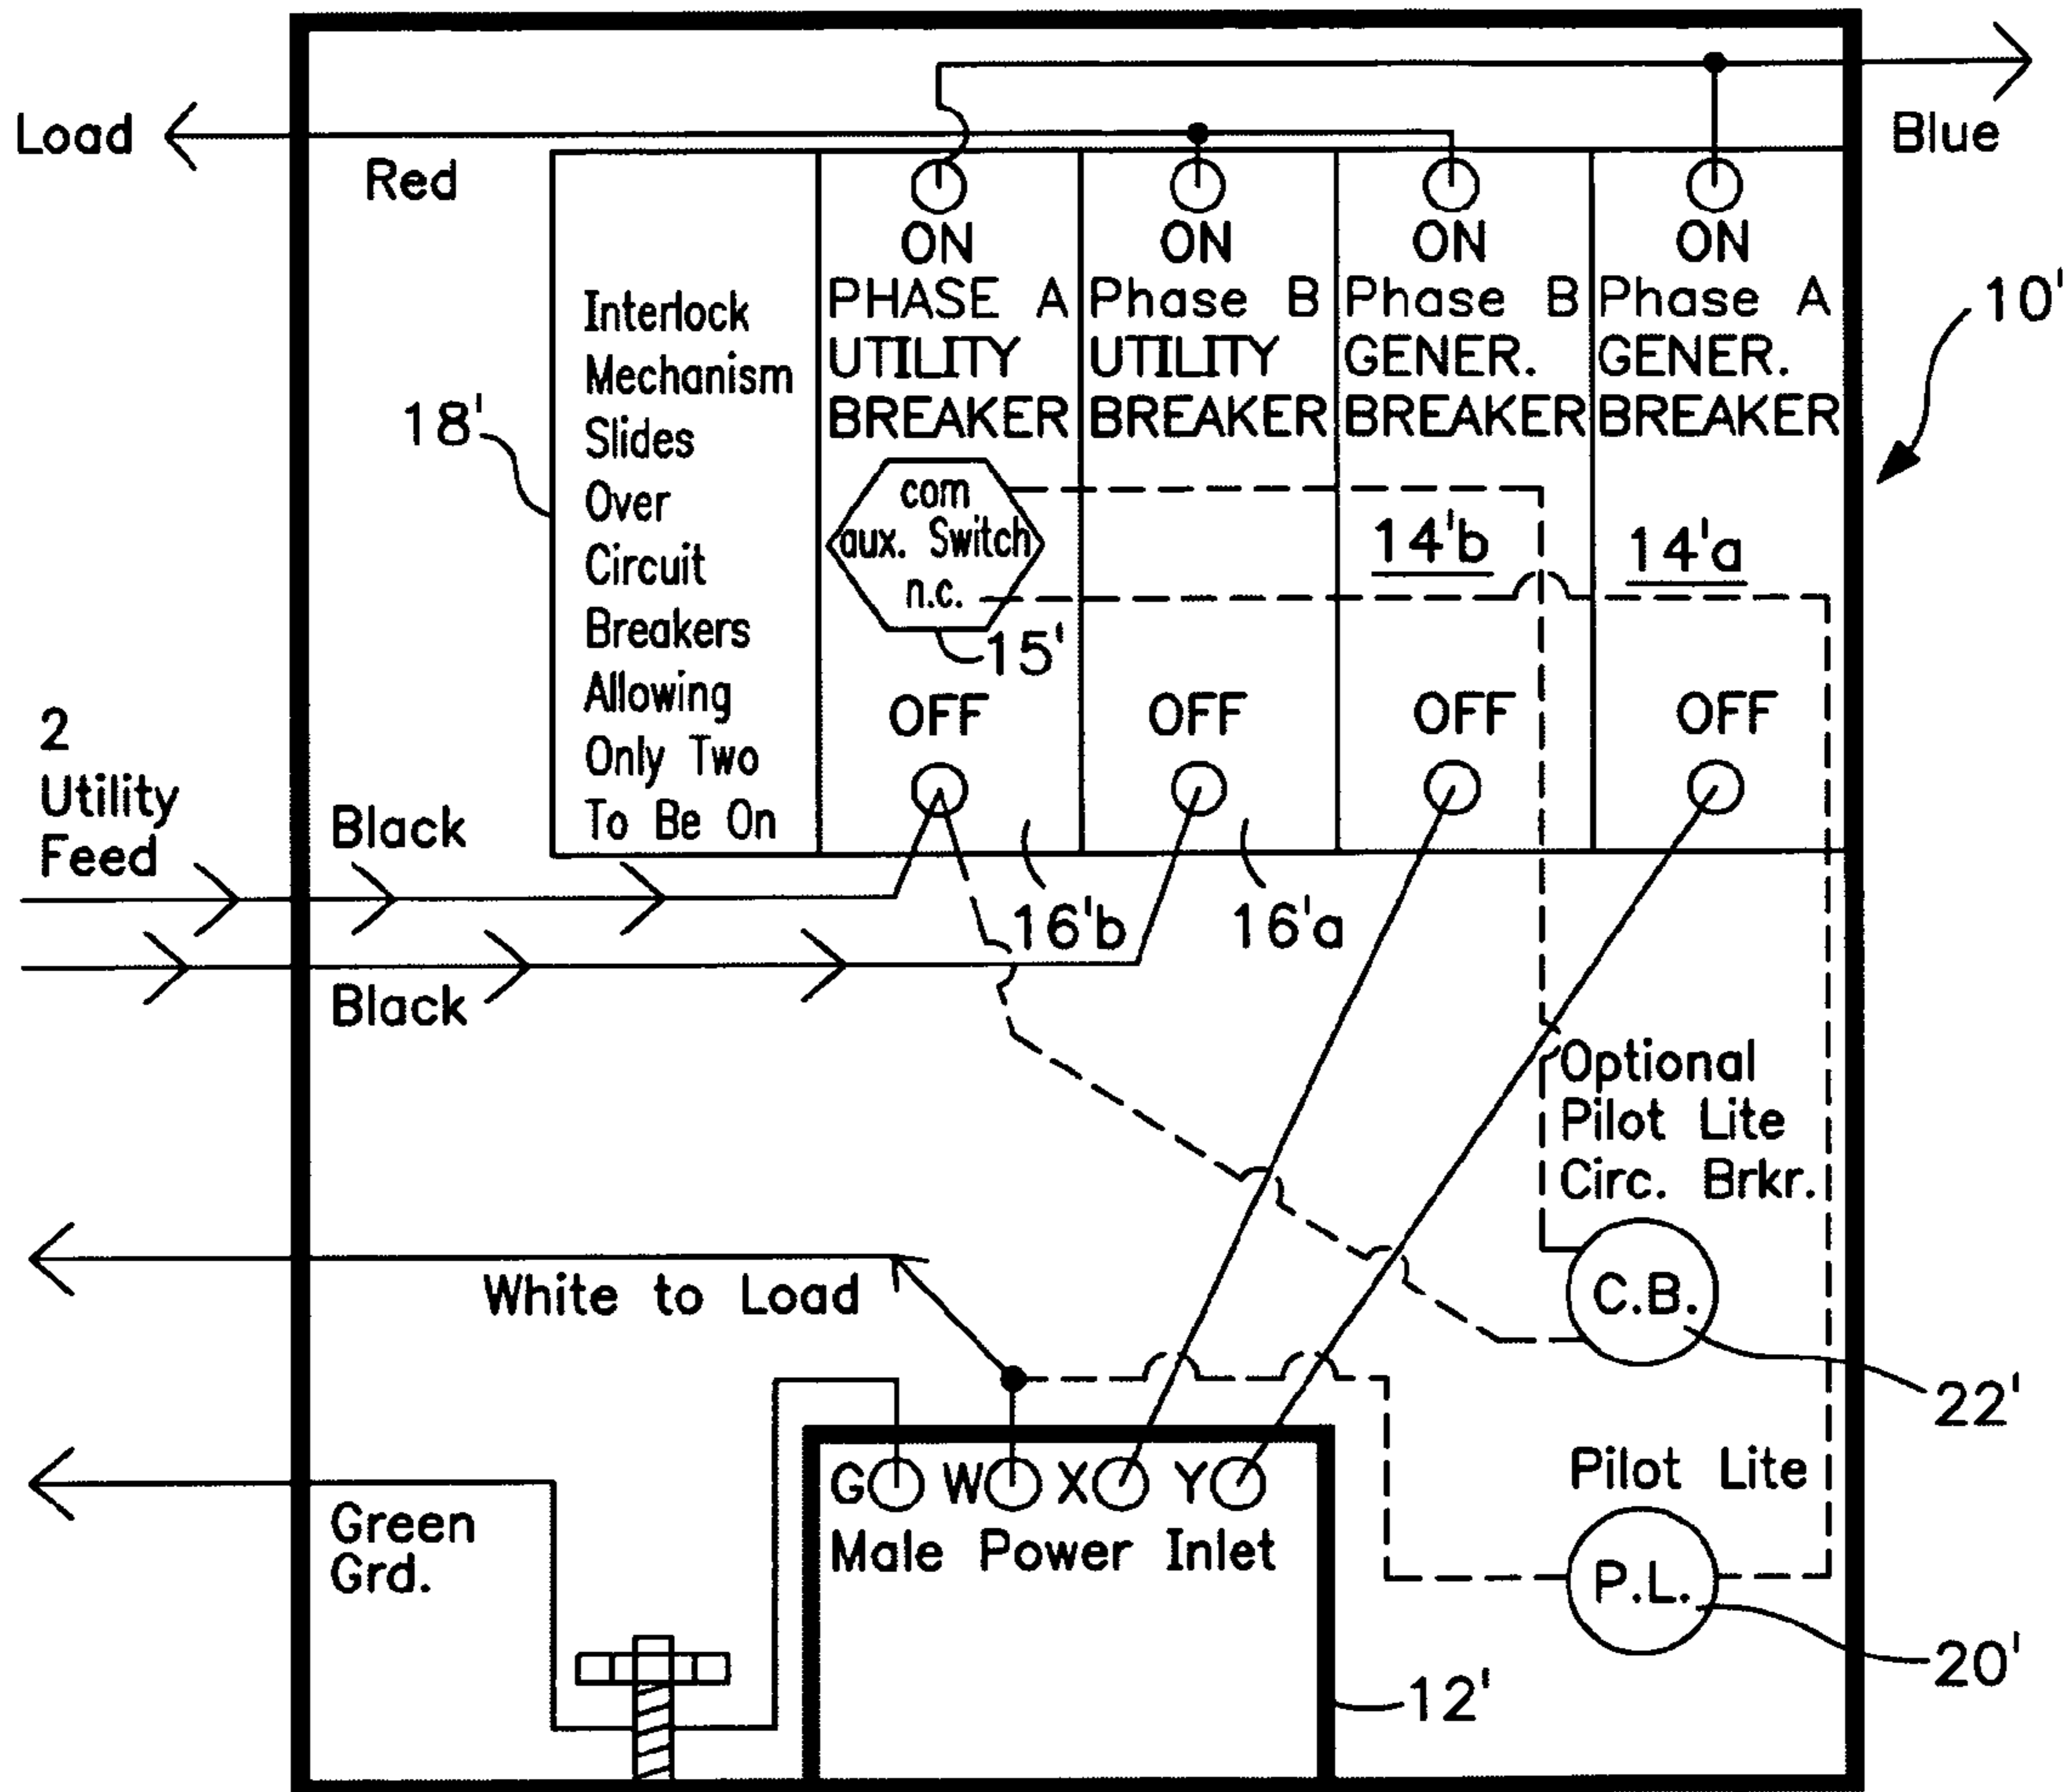 Load
Red
Blue
10'
18'
Interlock
Mechanism
Slides
Over
Circuit
Breakers
Allowing
Only Two
To Be On
ON
PHASE A
UTILITY
BREAKER
com
aux. Switch
n.c.
15'
OFF
16'b
ON
Phase B
UTILITY
BREAKER
OFF
16'a
ON
Phase B
GENER.
BREAKER
14'b
OFF
ON
Phase A
GENER.
BREAKER
14'a
OFF
2
Utility
Feed
Black
Black
Optional
Pilot Lite
Circ. Brkr.
C.B.
22'
White to Load
G W X Y
Male Power Inlet
12'
Green
Grd.
Pilot Lite
P.L.
20'